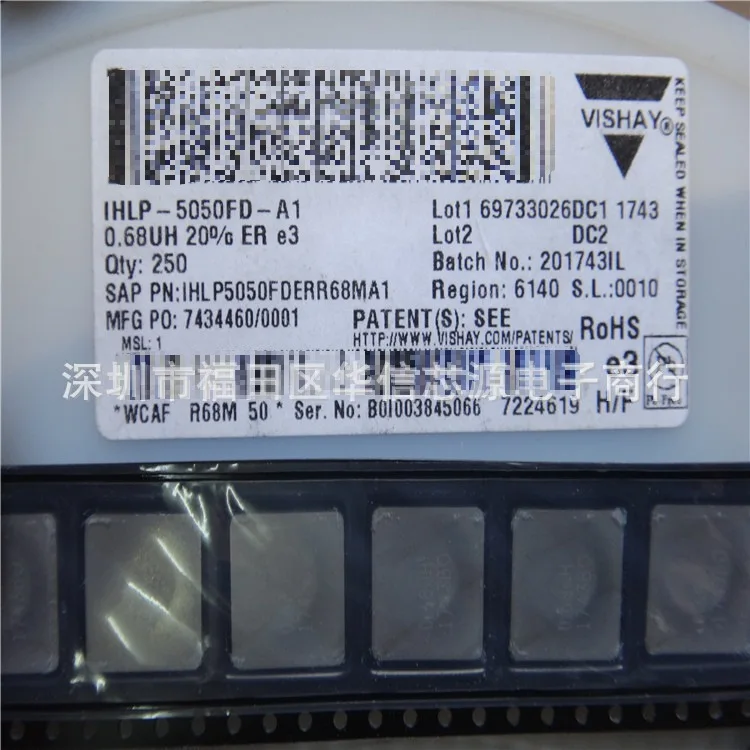 VISHAY®
KEEP SEALED WHEN IN STORAGE
IHLP-5050FD-A1
0.68UH 20% ER e3
Qty: 250
SAP PN:IHLP5050FDERR68MA1
MFG PO: 7434460/0001
MSL: 1
Lot1 69733026DC1 1743
Lot2 DC2
Batch No.: 201743IL
Region: 6140 S.L.:0010
PATENT(S): SEE
HTTP://WWW.VISHAY.COM/PATENTS/
RoHS
e3
深圳市福田区华信芯源电子商行
*WCAF R68M 50* Ser. No: B0I003845066 7224619 H/F
Pb-Free